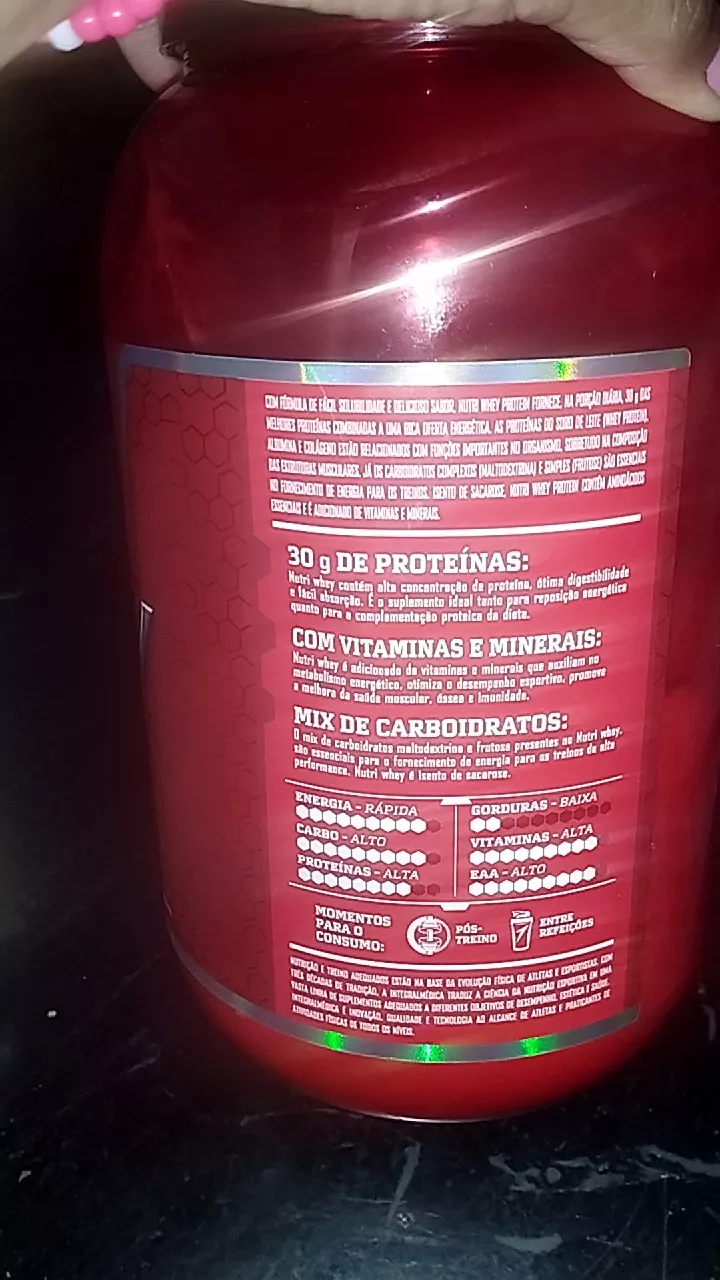 COM FÓRMULA DE FÁCIL SOLUBILIDADE E DELICIOSO SABOR, NUTRI WHEY PROTEIN FORNECE, NA PORÇÃO DIÁRIA, 30 g DAS
MELHORES PROTEÍNAS COMBINADAS A UMA RICA OFERTA ENERGÉTICA. AS PROTEÍNAS DO SORO DE LEITE (WHEY PROTEIN),
ALBUMINA E COLÁGENO ESTÃO RELACIONADOS COM FUNÇÕES IMPORTANTES NO ORGANISMO, SOBRETUDO NA COMPOSIÇÃO
DAS ESTRUTURAS MUSCULARES. JÁ OS CARBOIDRATOS COMPLEXOS (MALTODEXTRINA) E SIMPLES (FRUTOSE) SÃO ESSENCIAIS
NO FORNECIMENTO DE ENERGIA PARA OS TREINOS. ISENTO DE SACAROSE, NUTRI WHEY PROTEIN CONTÉM AMINOÁCIDOS
ESSENCIAIS E É ADICIONADO DE VITAMINAS E MINERAIS.
30 g DE PROTEÍNAS:
Nutri whey contém alta concentração de proteína, ótima digestibilidade
e fácil absorção. É o suplemento ideal tanto para reposição energética
quanto para a complementação proteica da dieta.
COM VITAMINAS E MINERAIS:
Nutri whey é adicionado de vitaminas e minerais que auxiliam no
metabolismo energético, otimiza o desempenho esportivo, promove
a melhora da saúde muscular, óssea e imunidade.
MIX DE CARBOIDRATOS:
O mix de carboidratos maltodextrina e frutose presentes no Nutri whey,
são essenciais para o fornecimento de energia para os treinos de alta
performance. Nutri whey é isento de sacarose.
ENERGIA - RÁPIDA
CARBO - ALTO
PROTEÍNAS - ALTA
GORDURAS - BAIXA
VITAMINAS - ALTA
EAA - ALTO
MOMENTOS
PARA O
CONSUMO:
PÓS-
TREINO
ENTRE
REFEIÇÕES
NUTRIÇÃO E TREINO ADEQUADOS ESTÃO NA BASE DA EVOLUÇÃO FÍSICA DE ATLETAS E ESPORTISTAS. COM
TRÊS DÉCADAS DE TRADIÇÃO, A INTEGRALMÉDICA TRADUZ A CIÊNCIA DA NUTRIÇÃO ESPORTIVA EM UMA
VASTA LINHA DE SUPLEMENTOS ADEQUADOS A DIFERENTES OBJETIVOS DE DESEMPENHO, ESTÉTICA E SAÚDE.
INTEGRALMÉDICA É INOVAÇÃO, QUALIDADE E TECNOLOGIA AO ALCANCE DE ATLETAS E PRATICANTES DE
ATIVIDADES FÍSICAS DE TODOS OS NÍVEIS.